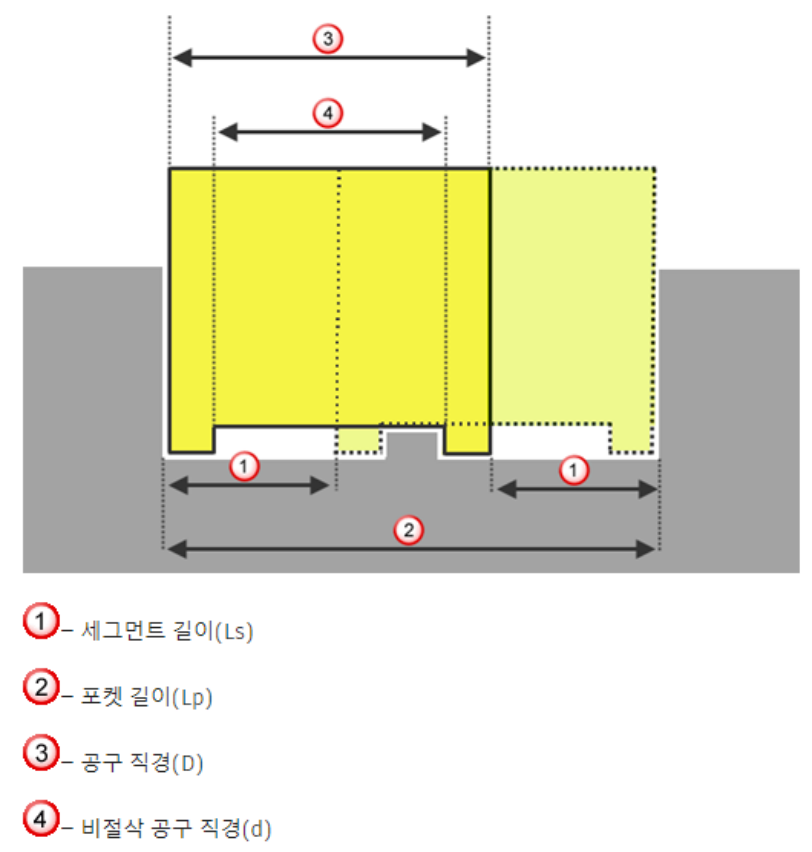 3
4
1
1
2
1 – 세그먼트 길이(Ls)
2 – 포켓 길이(Lp)
3 – 공구 직경(D)
4 – 비절삭 공구 직경(d)